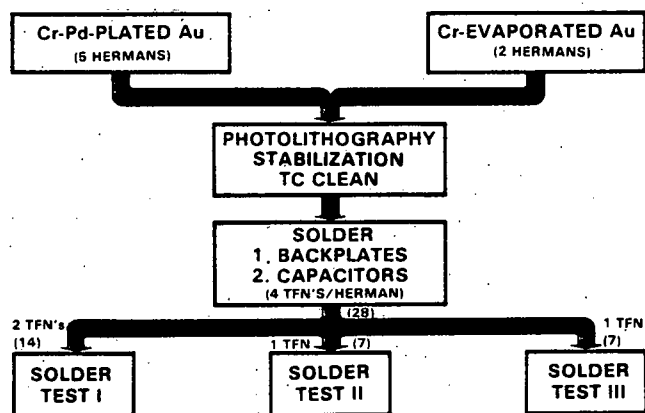 Cr-Pd-PLATED Au
(5 HERMANS)
Cr-EVAPORATED Au
(2 HERMANS)
PHOTOLITHOGRAPHY
STABILIZATION
TC CLEAN
SOLDER
1. BACKPLATES
2. CAPACITORS
(4 TFN'S/HERMAN)
(28)
2 TFN's
(14)
1 TFN
(7)
1 TFN
(7)
SOLDER
TEST I
SOLDER
TEST II
SOLDER
TEST III